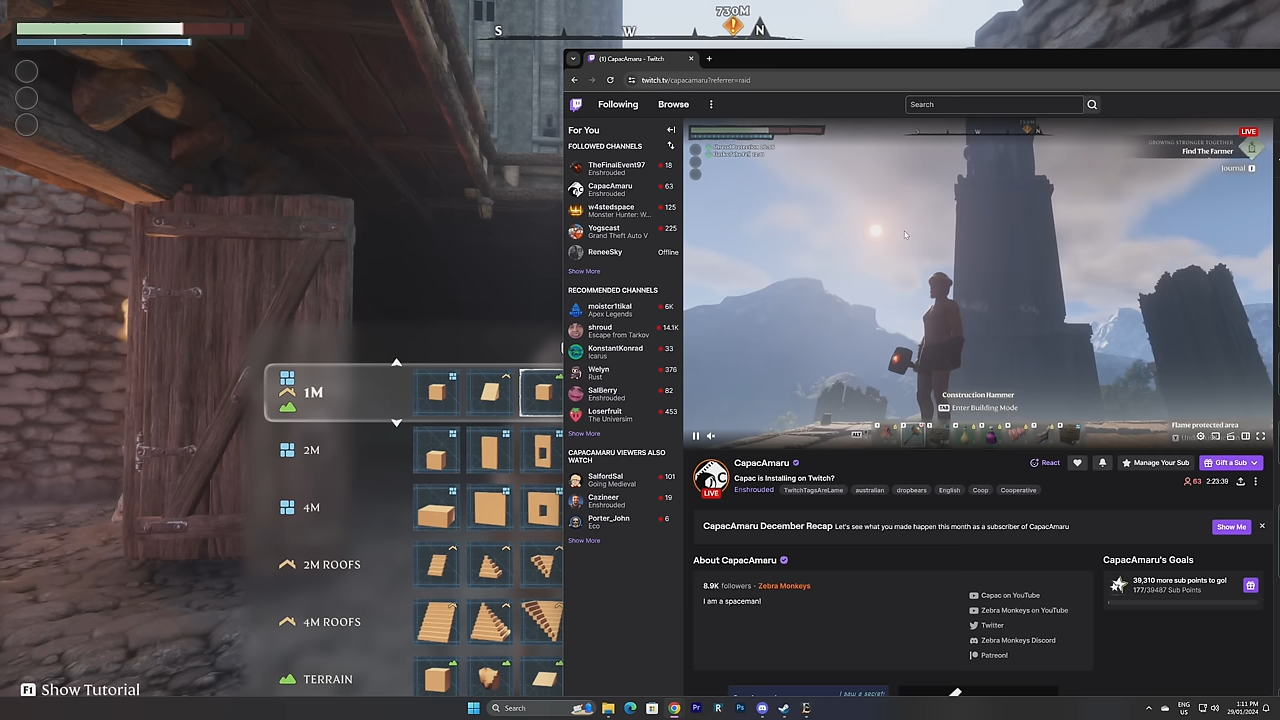 S
W
730M
N
(1) CapacAmaru - Twitch
twitch.tv/capacamaru?referrer=raid
Following
Browse
Search
For You
FOLLOWED CHANNELS
TheFinalEvent97
18
Enshrouded
CapacAmaru
63
Enshrouded
w4stedspace
125
Monster Hunter: W...
Yogscast
225
Grand Theft Auto V
ReneeSky
Offline
Show More
RECOMMENDED CHANNELS
moistcr1tikal
6K
Apex Legends
shroud
14.1K
Escape from Tarkov
KonstantKonrad
33
Icarus
Welyn
376
Rust
SalBerry
82
Enshrouded
Loserfruit
453
The Universim
Show More
CAPACAMARU VIEWERS ALSO WATCH
SalfordSal
101
Going Medieval
Cazineer
19
Enshrouded
Porter_John
6
Eco
Show More
W
N
LIVE
GROWING STRONGER TOGETHER
Find The Farmer
Journal
Construction Hammer
Enter Building Mode
ALT
Flame protected area
LIVE
CapacAmaru
Capac is Installing on Twitch?
Enshrouded
TwitchTagsAreLame
australian
dropbears
English
Coop
Cooperative
React
Manage Your Sub
Gift a Sub
63
2:23:39
CapacAmaru December Recap Let's see what you made happen this month as a subscriber of CapacAmaru
Show Me
About CapacAmaru
8.9K followers · Zebra Monkeys
I am a spaceman!
Capac on YouTube
Zebra Monkeys on YouTube
Twitter
Zebra Monkeys Discord
Patreon!
CapacAmaru's Goals
39,310 more sub points to go!
177/39487 Sub Points
I saw a secret
1M
2M
4M
2M ROOFS
4M ROOFS
TERRAIN
F1 Show Tutorial
Search
ENG
US
1:11 PM
29/01/2024